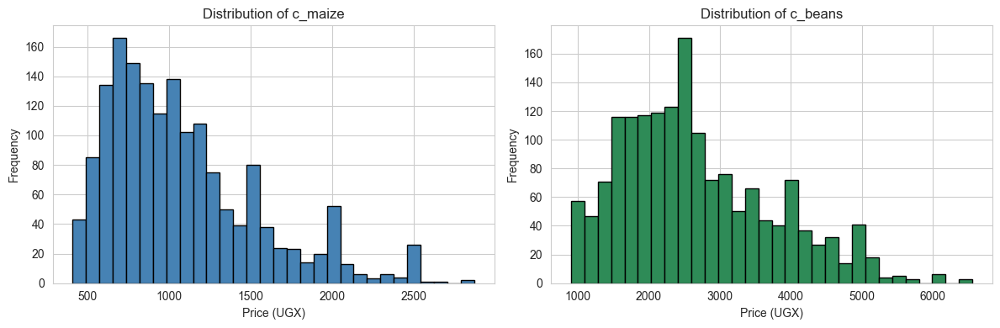 Distribution of c_maize
Frequency
160
140
120
100
80
60
40
20
0
500 1000 1500 2000 2500
Price (UGX)
Distribution of c_beans
Frequency
160
140
120
100
80
60
40
20
0
1000 2000 3000 4000 5000 6000
Price (UGX)